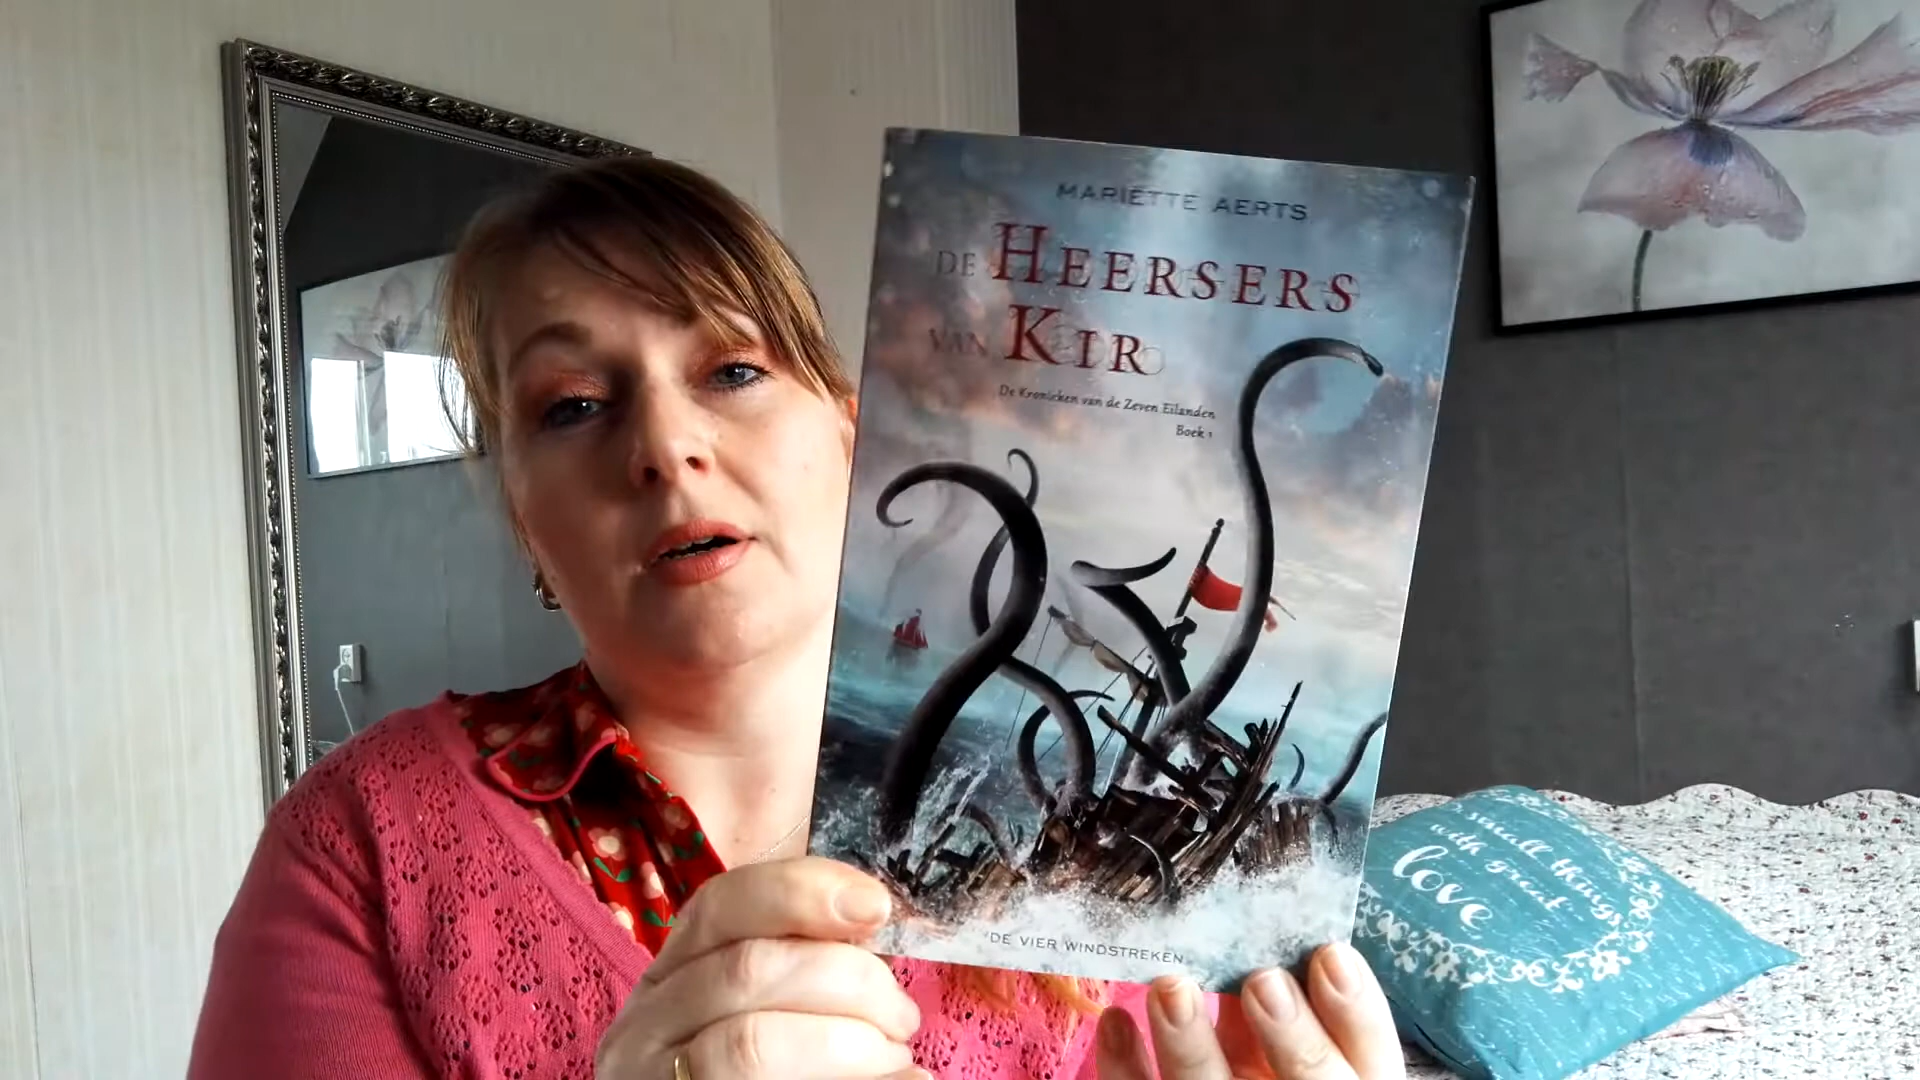 MARIËTTE AERTS
DE HEERSERS
VAN KIR
De Kronieken van de Zeven Eilanden
Boek 1
DE VIER WINDSTREKEN
small things
with great
love